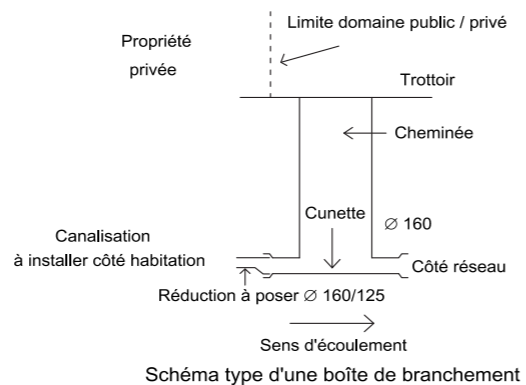 Limite domaine public / privé
Propriété
privée
Trottoir
Cheminée
Cunette
Ø 160
Canalisation
à installer côté habitation
Côté réseau
Réduction à poser Ø 160/125
Sens d'écoulement
Schéma type d'une boîte de branchement